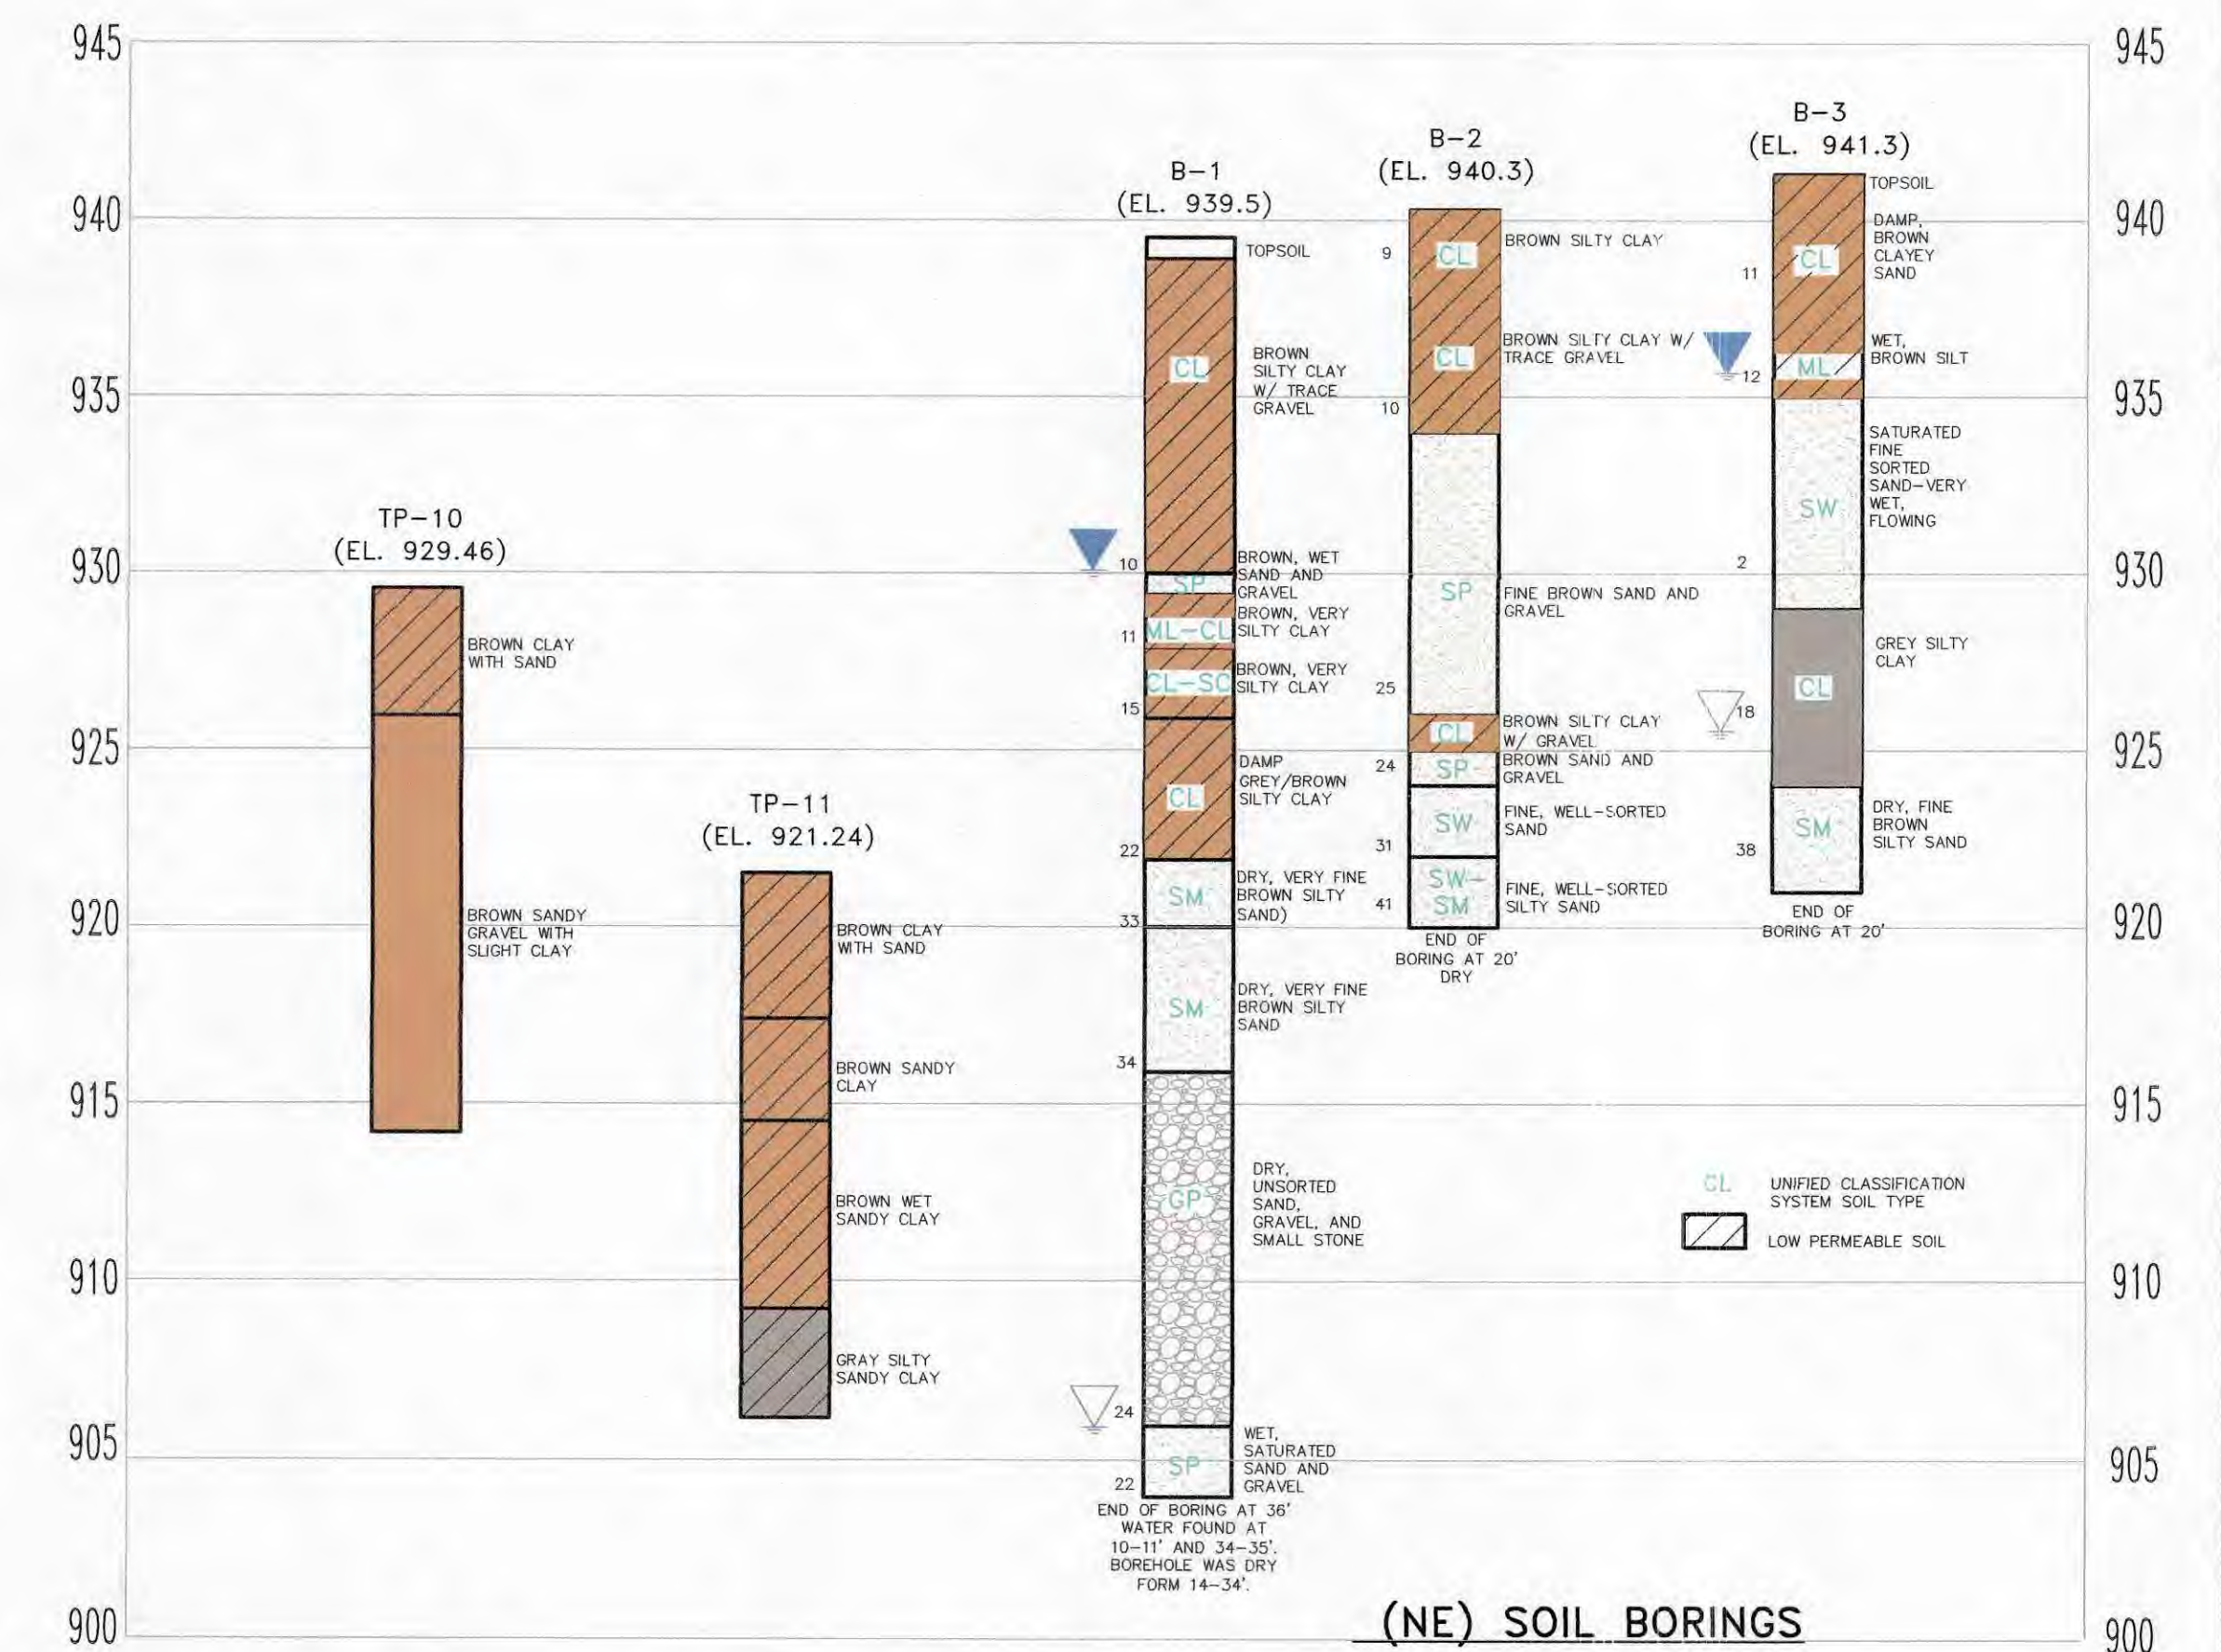 945
940
935
930
925
920
915
910
905
900
TP-10
(EL. 929.46)
BROWN CLAY
WITH SAND
BROWN SANDY
GRAVEL WITH
SLIGHT CLAY
TP-11
(EL. 921.24)
BROWN CLAY
WITH SAND
BROWN SANDY
CLAY
BROWN WET
SANDY CLAY
GRAY SILTY
SANDY CLAY
B-1
(EL. 939.5)
TOPSOIL
CL
BROWN
SILTY CLAY
W/ TRACE
GRAVEL
10
SP
BROWN, WET
SAND AND
GRAVEL
11
ML-CL
BROWN, VERY
SILTY CLAY
CL-SC
BROWN, VERY
SILTY CLAY
15
CL
DAMP
GREY/BROWN
SILTY CLAY
22
SM
DRY, VERY FINE
BROWN SILTY
SAND)
33
SM
DRY, VERY FINE
BROWN SILTY
SAND
34
GP
DRY,
UNSORTED
SAND,
GRAVEL, AND
SMALL STONE
24
SP
WET,
SATURATED
SAND AND
GRAVEL
22
END OF BORING AT 36'
WATER FOUND AT
10-11' AND 34-35'.
BOREHOLE WAS DRY
FORM 14-34'.
B-2
(EL. 940.3)
9
CL
BROWN SILTY CLAY
CL
BROWN SILTY CLAY W/
TRACE GRAVEL
10
SP
FINE BROWN SAND AND
GRAVEL
25
CL
BROWN SILTY CLAY
W/ GRAVEL
24
SP
BROWN SAND AND
GRAVEL
SW
FINE, WELL-SORTED
SAND
31
SW-
SM
FINE, WELL-SORTED
SILTY SAND
41
END OF
BORING AT 20'
DRY
B-3
(EL. 941.3)
TOPSOIL
DAMP,
BROWN
CLAYEY
SAND
CL
11
WET,
BROWN SILT
ML
12
SATURATED
FINE
SORTED
SAND-VERY
WET,
FLOWING
SW
2
GREY SILTY
CLAY
CL
18
DRY, FINE
BROWN
SILTY SAND
SM
38
END OF
BORING AT 20'
CL
UNIFIED CLASSIFICATION
SYSTEM SOIL TYPE
LOW PERMEABLE SOIL
945
940
935
930
925
920
915
910
905
900
(NE) SOIL BORINGS